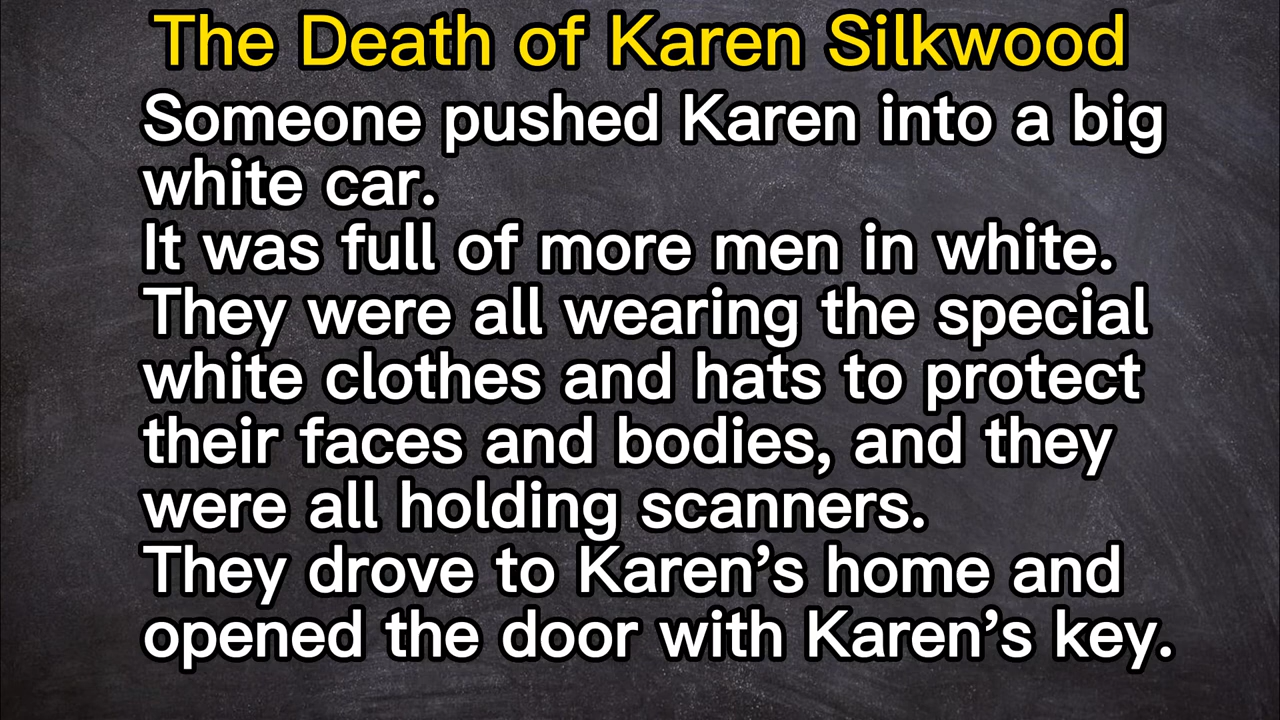 The Death of Karen Silkwood
Someone pushed Karen into a big
white car.
It was full of more men in white.
They were all wearing the special
white clothes and hats to protect
their faces and bodies, and they
were all holding scanners.
They drove to Karen’s home and
opened the door with Karen’s key.